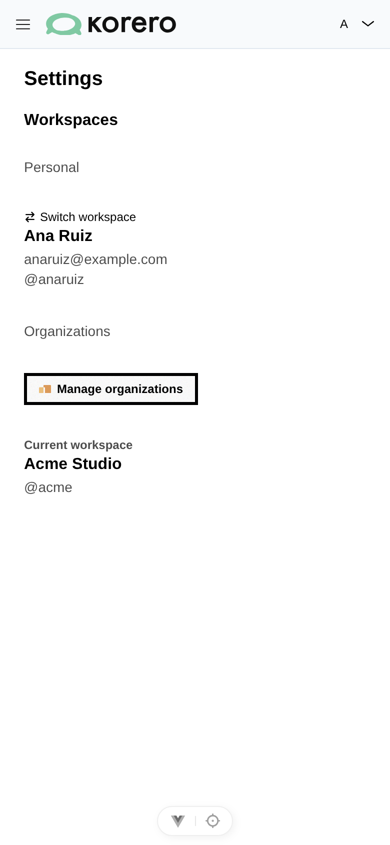 ĸorero
A
Settings
Workspaces
Personal
Switch workspace
Ana Ruiz
anaruiz@example.com
@anaruiz
Organizations
Manage organizations
Current workspace
Acme Studio
@acme